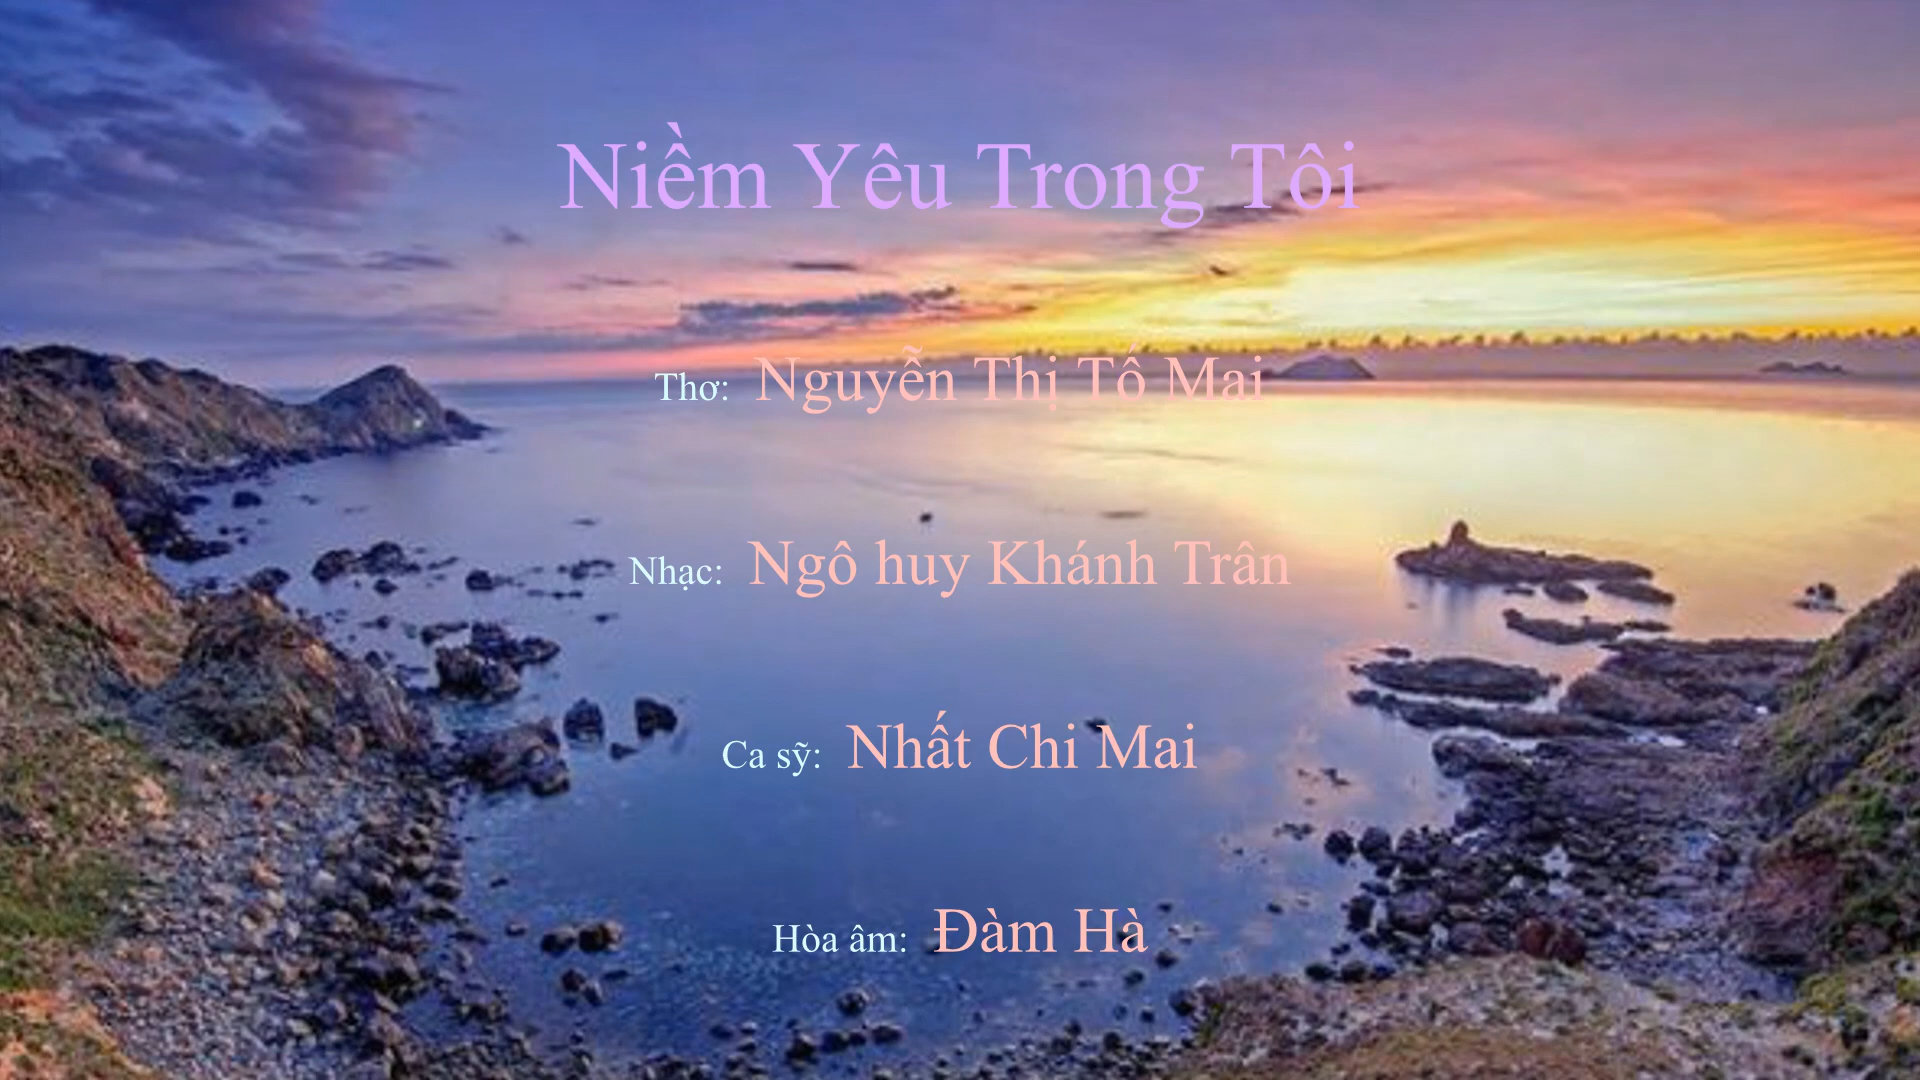 Niềm Yêu Trong Tôi
Thơ: Nguyễn Thị Tố Mai
Nhạc: Ngô huy Khánh Trân
Ca sỹ: Nhất Chi Mai
Hòa âm: Đàm Hà